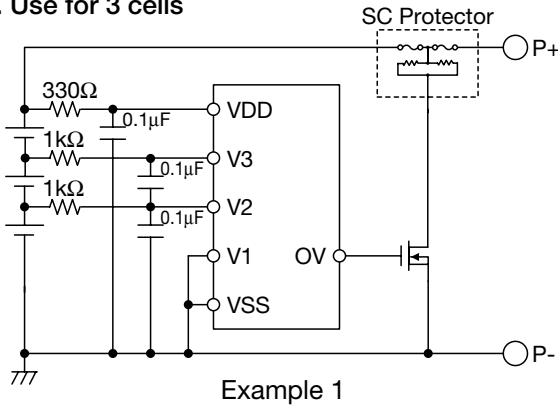 . Use for 3 cells
SC Protector
P+
330Ω
0.1μF
VDD
1kΩ
0.1μF
V3
1kΩ
0.1μF
V2
V1
OV
VSS
P-
Example 1